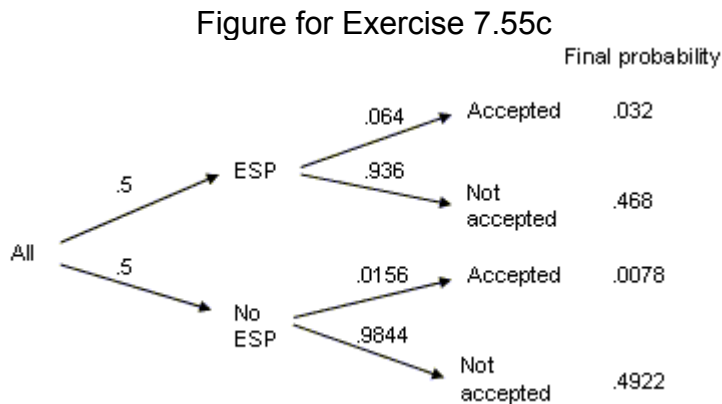 Figure for Exercise 7.55c
Final probability
.064
Accepted
.032
ESP
.5
.936
Not
accepted
.468
All
.5
.0156
Accepted
.0078
No
ESP
.9844
Not
accepted
.4922